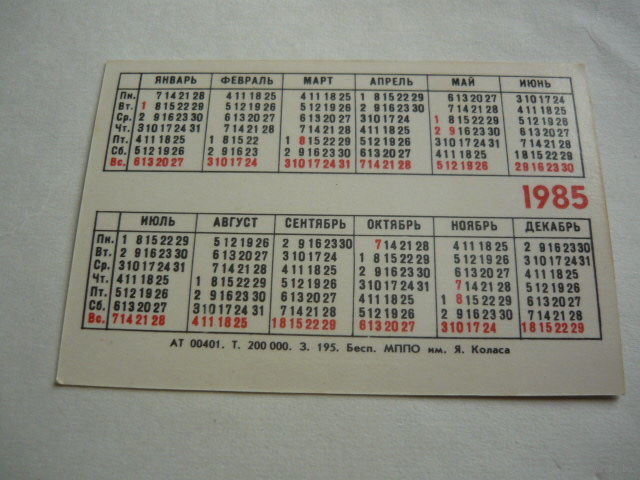 ЯНВАРЬ ФЕВРАЛЬ МАРТ АПРЕЛЬ МАЙ ИЮНЬ
Пн. 7 14 21 28 4 11 18 25 4 11 18 25 1 8 15 22 29 6 13 20 27 3 10 17 24
Вт. 1 8 15 22 29 5 12 19 26 5 12 19 26 2 9 16 23 30 7 14 21 28 4 11 18 25
Ср. 2 9 16 23 30 6 13 20 27 6 13 20 27 3 10 17 24 1 8 15 22 29 5 12 19 26
Чт. 3 10 17 24 31 7 14 21 28 7 14 21 28 4 11 18 25 2 9 16 23 30 6 13 20 27
Пт. 4 11 18 25 1 8 15 22 1 8 15 22 29 5 12 19 26 3 10 17 24 31 7 14 21 28
Сб. 5 12 19 26 2 9 16 23 2 9 16 23 30 6 13 20 27 4 11 18 25 1 8 15 22 29
Вс. 6 13 20 27 3 10 17 24 3 10 17 24 31 7 14 21 28 5 12 19 26 2 9 16 23 30
1985
ИЮЛЬ АВГУСТ СЕНТЯБРЬ ОКТЯБРЬ НОЯБРЬ ДЕКАБРЬ
Пн. 1 8 15 22 29 5 12 19 26 2 9 16 23 30 7 14 21 28 4 11 18 25 2 9 16 23 30
Вт. 2 9 16 23 30 6 13 20 27 3 10 17 24 1 8 15 22 29 5 12 19 26 3 10 17 24 31
Ср. 3 10 17 24 31 7 14 21 28 4 11 18 25 2 9 16 23 30 6 13 20 27 4 11 18 25
Чт. 4 11 18 25 1 8 15 22 29 5 12 19 26 3 10 17 24 31 7 14 21 28 5 12 19 26
Пт. 5 12 19 26 2 9 16 23 30 6 13 20 27 4 11 18 25 1 8 15 22 29 6 13 20 27
Сб. 6 13 20 27 3 10 17 24 31 7 14 21 28 5 12 19 26 2 9 16 23 30 7 14 21 28
Вс. 7 14 21 28 4 11 18 25 1 8 15 22 29 6 13 20 27 3 10 17 24 1 8 15 22 29
АТ 00401. Т. 200 000. З. 195. Бесп. МППО им. Я. Коласа